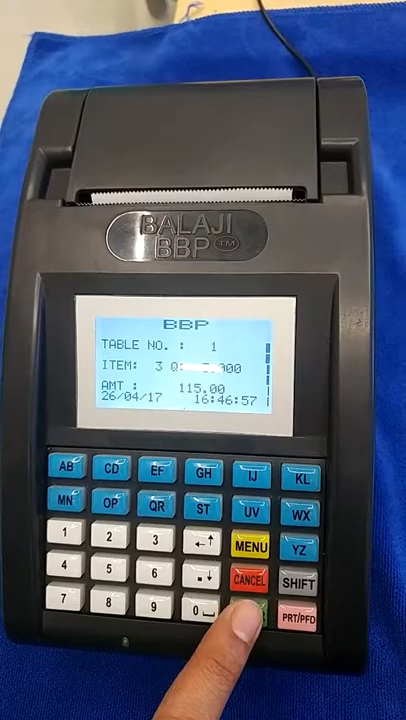 BALAJI
BBP TM
BBP
TABLE NO. : 1
ITEM: 3 Q:
AMT : 115.00
26/04/17 16:46:57
AB CD EF GH IJ KL
MN OP QR ST UV WX
1 2 3 ←↑ MENU YZ
4 5 6 .↓ CANCEL SHIFT
7 8 9 0 PRT/PFD